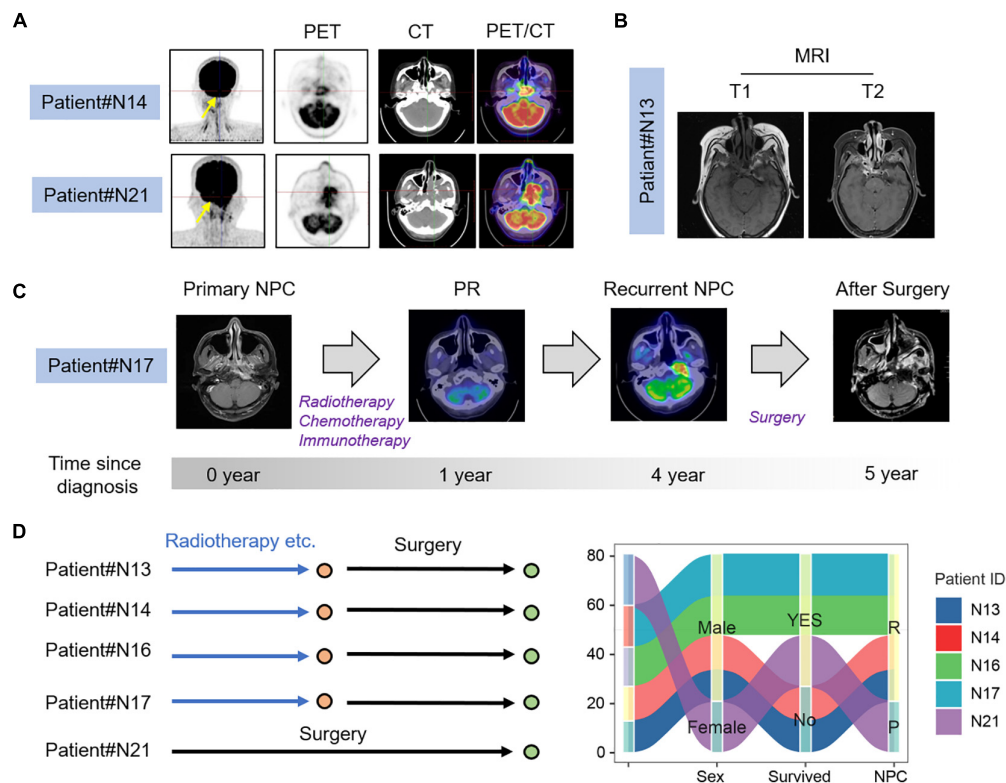 A
PET
CT
PET/CT
Patient#N14
Patient#N21
B
MRI
T1
T2
Patiant#N13
C
Primary NPC
PR
Recurrent NPC
After Surgery
Patient#N17
Radiotherapy
Chemotherapy
Immunotherapy
Surgery
Time since
diagnosis
0 year
1 year
4 year
5 year
D
Radiotherapy etc.
Surgery
Patient#N13
Patient#N14
Patient#N16
Patient#N17
Surgery
Patient#N21
80
60
40
20
0
Male
YES
R
Female
No
P
Sex
Survived
NPC
Patient ID
N13
N14
N16
N17
N21